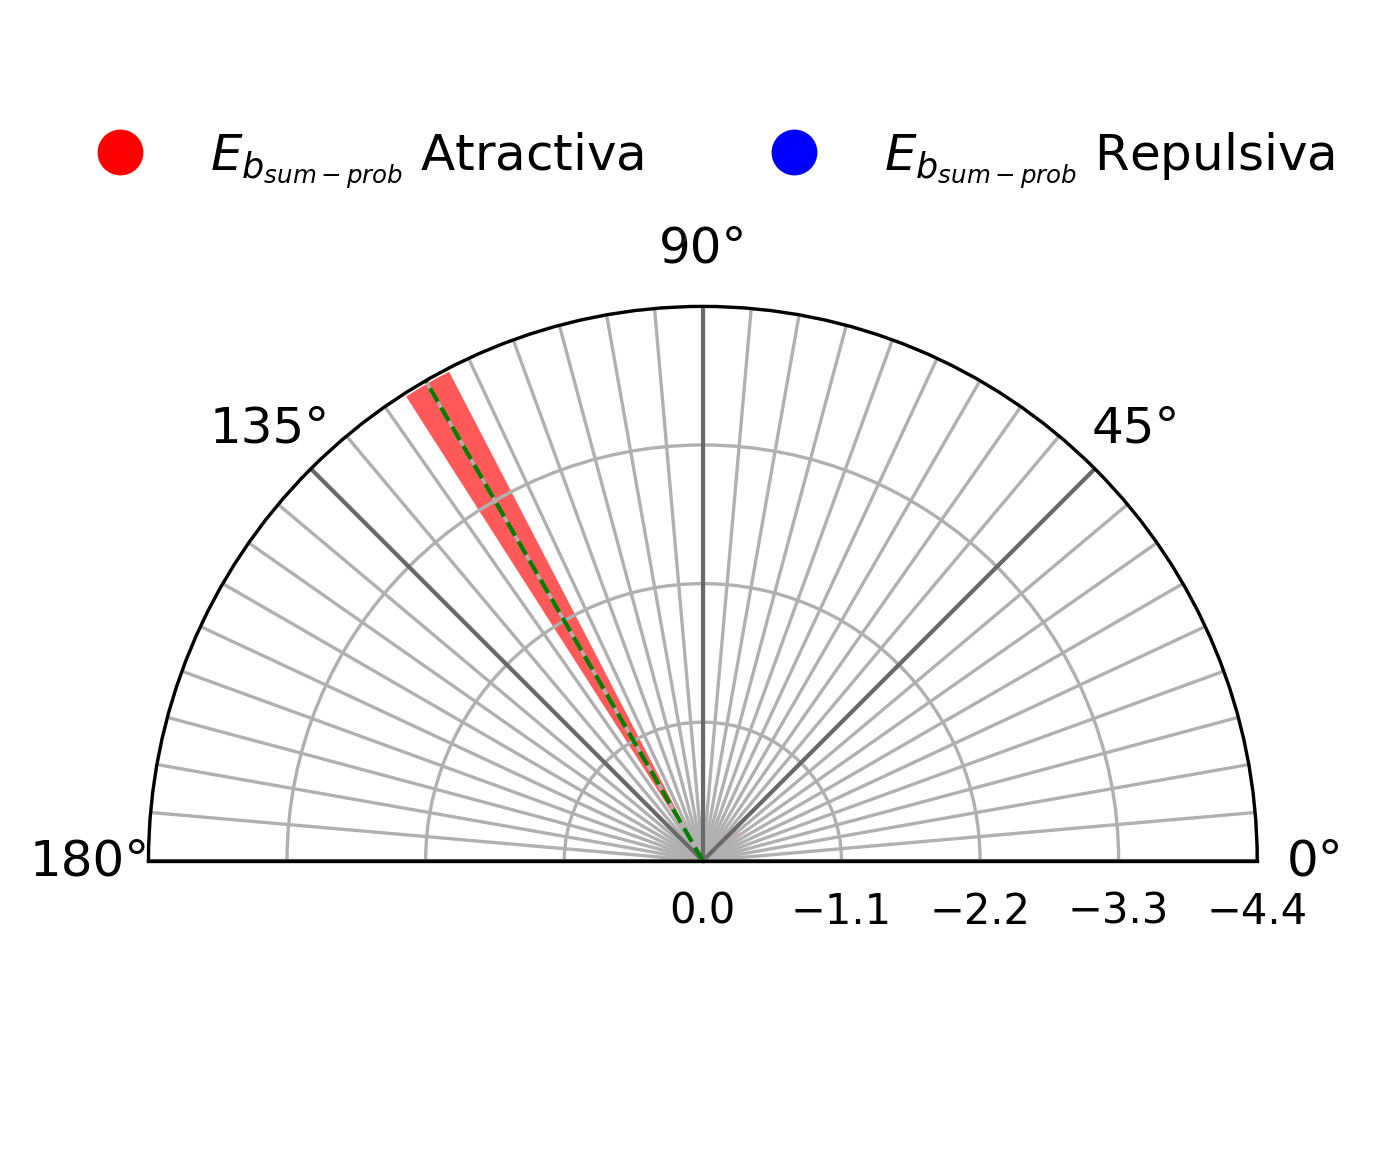 E_{b_{sum−prob}} Atractiva E_{b_{sum−prob}} Repulsiva
90°
135° 45°
180° 0°
0.0 −1.1 −2.2 −3.3 −4.4